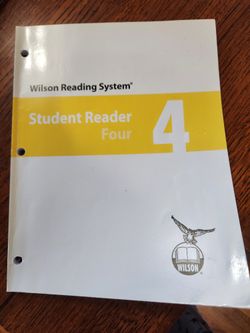 Wilson Reading System®
Student Reader
Four
4
WILSON